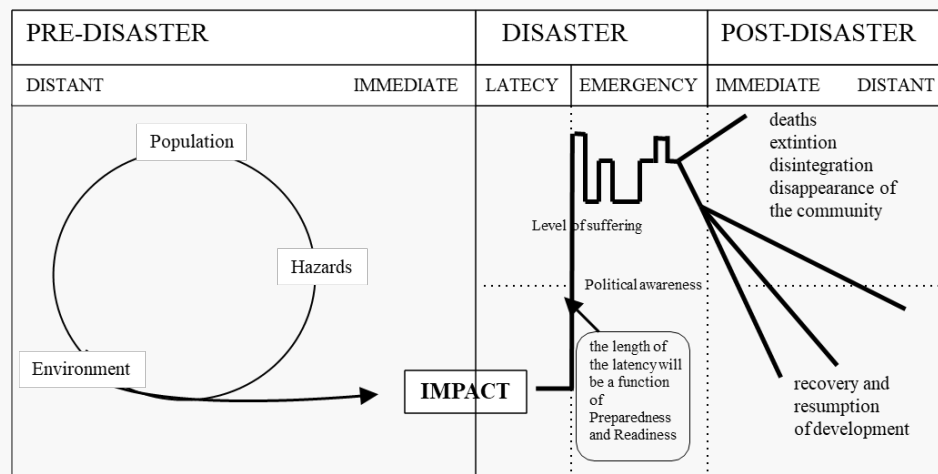 PRE-DISASTER
DISASTER
POST-DISASTER
DISTANT
IMMEDIATE
LATECY
EMERGENCY
IMMEDIATE
DISTANT
Population
Hazards
Environment
IMPACT
Level of suffering
Political awareness
the length of
the latency will
be a function
of
Preparedness
and Readiness
deaths
extintion
disintegration
disappearance of
the community
recovery and
resumption
of development